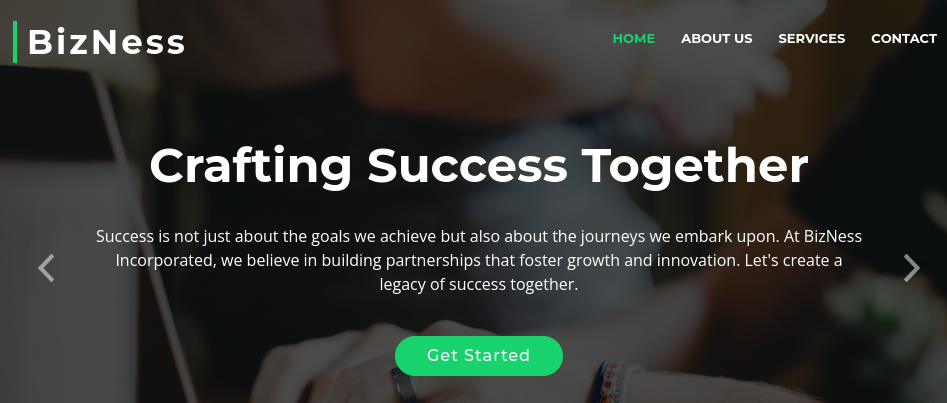 BizNess
HOME ABOUT US SERVICES CONTACT
Crafting Success Together
Success is not just about the goals we achieve but also about the journeys we embark upon. At BizNess
Incorporated, we believe in building partnerships that foster growth and innovation. Let's create a
legacy of success together.
Get Started